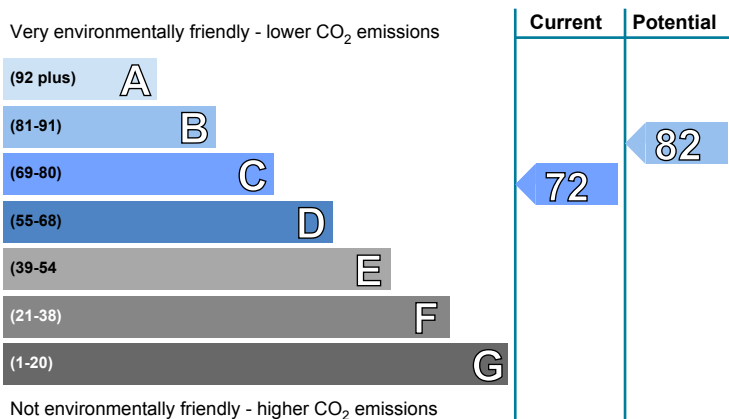 Current Potential
Very environmentally friendly - lower CO2 emissions
(92 plus) A
(81-91) B
82
(69-80) C
72
(55-68) D
(39-54 E
(21-38) F
(1-20) G
Not environmentally friendly - higher CO2 emissions